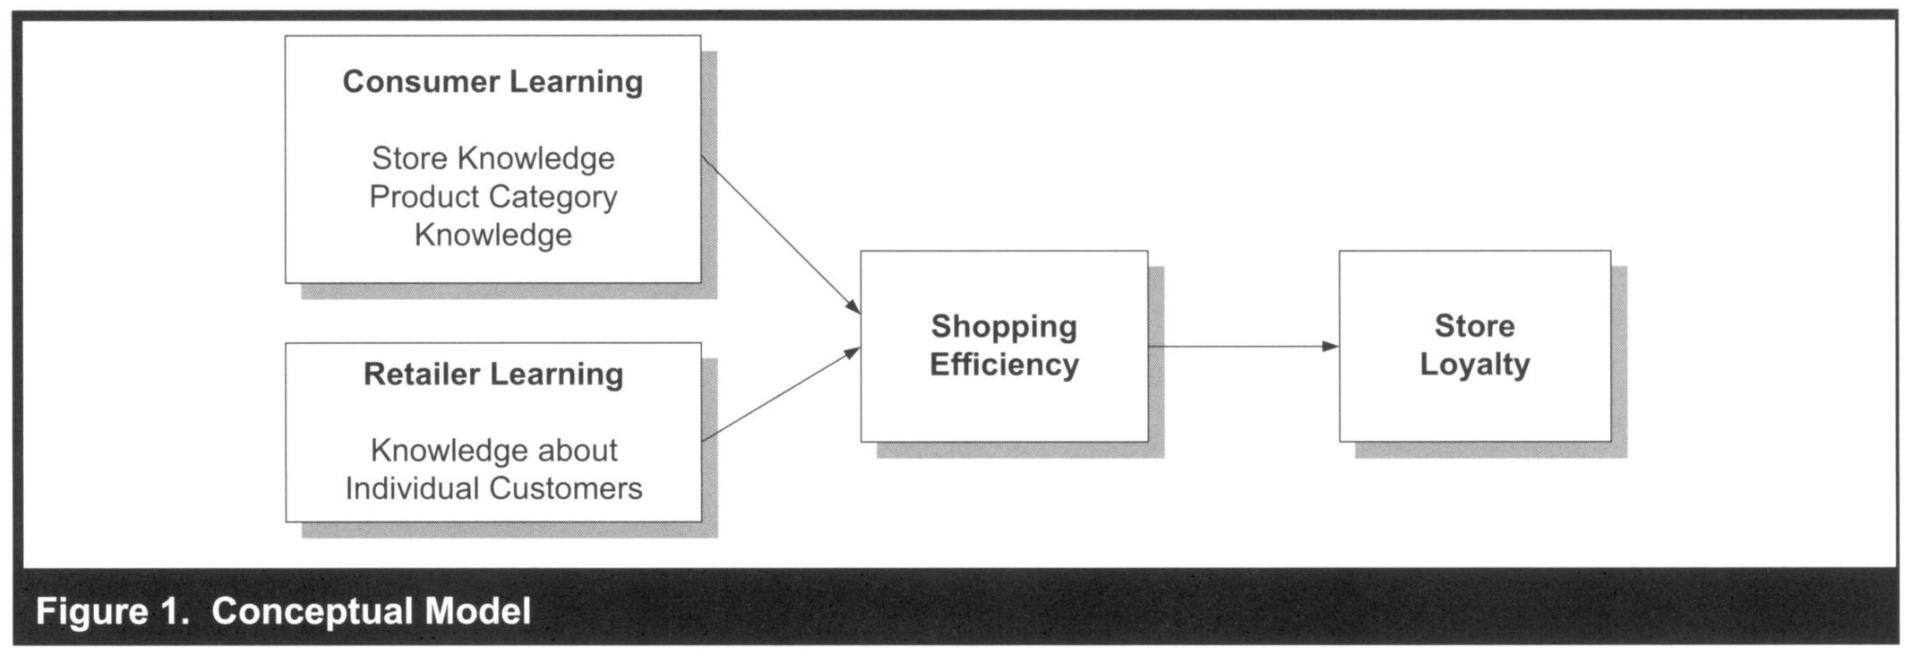 Consumer Learning
Store Knowledge
Product Category
Knowledge
Retailer Learning
Knowledge about
Individual Customers
Shopping
Efficiency
Store
Loyalty
Figure 1. Conceptual Model